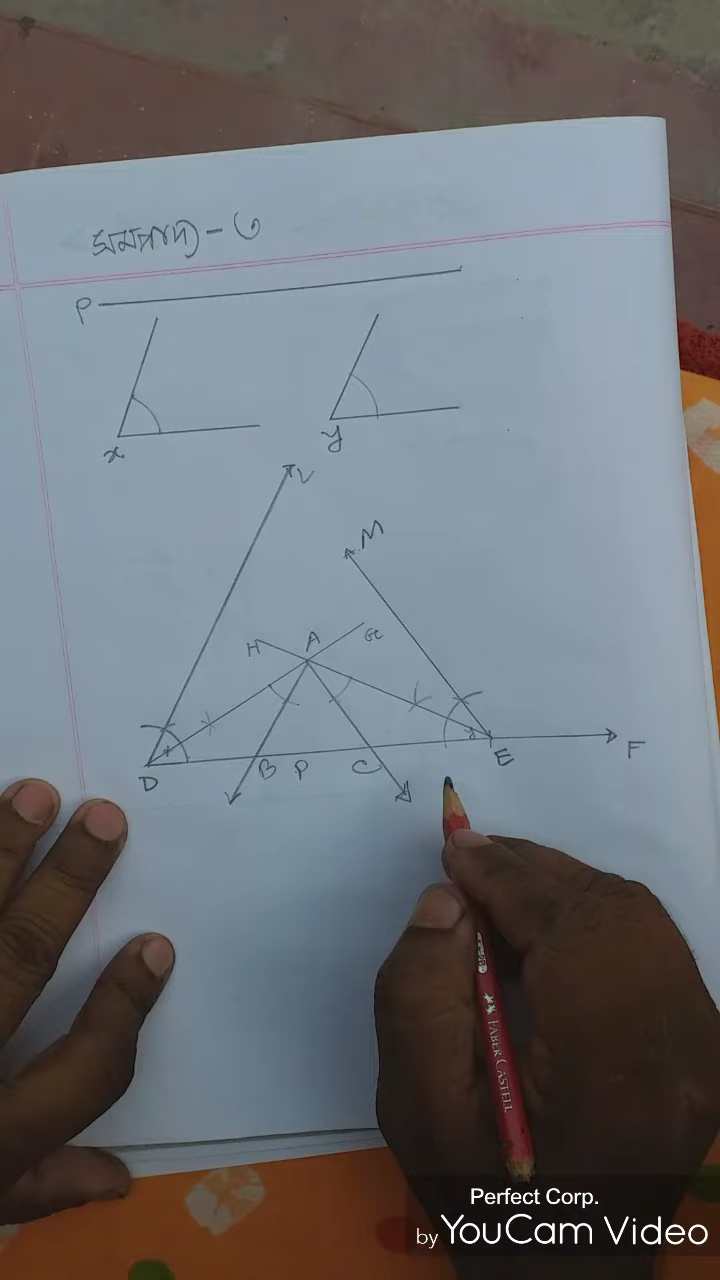 সম্পাদ্য - ৩
P
x
y
L
M
H
A
G
x
y
D
B
P
C
E
F
FABER CASTELL
Perfect Corp.
by YouCam Video